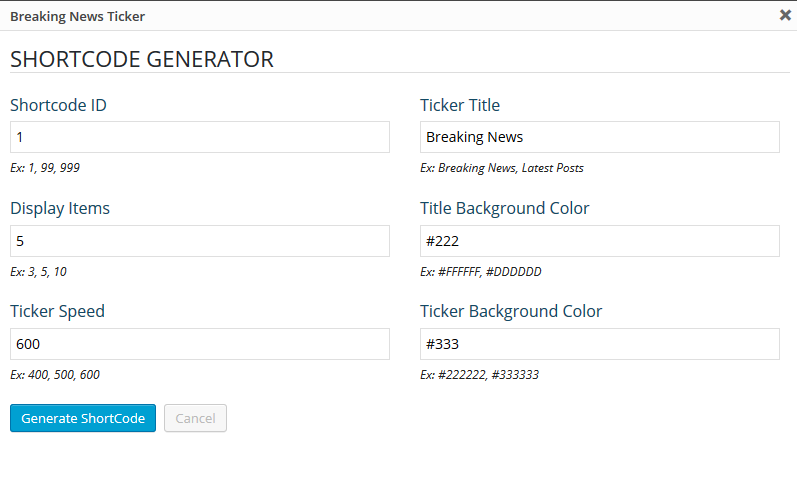 Breaking News Ticker
SHORTCODE GENERATOR
Shortcode ID
1
Ex: 1, 99, 999
Ticker Title
Breaking News
Ex: Breaking News, Latest Posts
Display Items
5
Ex: 3, 5, 10
Title Background Color
#222
Ex: #FFFFFF, #DDDDDD
Ticker Speed
600
Ex: 400, 500, 600
Ticker Background Color
#333
Ex: #222222, #333333
Generate ShortCode
Cancel